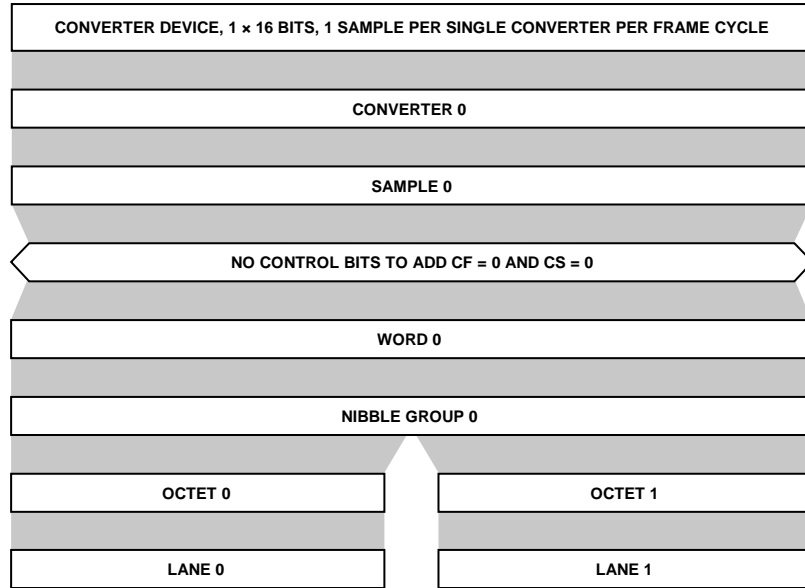 CONVERTER DEVICE, 1 × 16 BITS, 1 SAMPLE PER SINGLE CONVERTER PER FRAME CYCLE
CONVERTER 0
SAMPLE 0
NO CONTROL BITS TO ADD CF = 0 AND CS = 0
WORD 0
NIBBLE GROUP 0
OCTET 0
OCTET 1
LANE 0
LANE 1